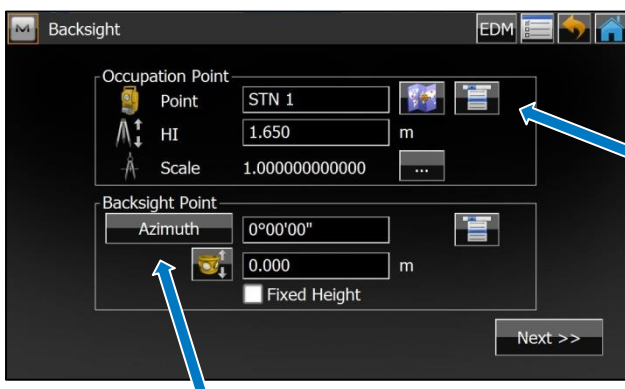 M Backsight EDM
Occupation Point
Point STN 1
HI 1.650 m
Scale 1.000000000000 ...
Backsight Point
Azimuth 0°00'00"
0.000 m
Fixed Height
Next >>